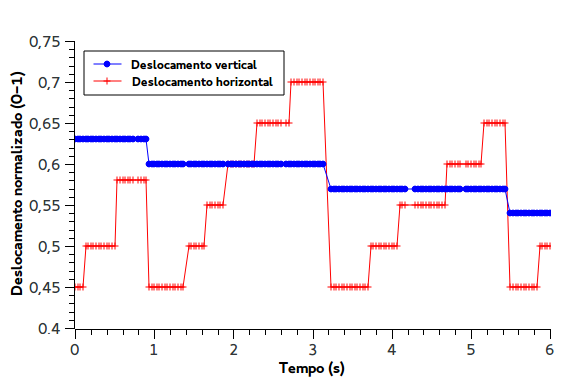 0,75
0,7
0,65
0,6
0,55
0,5
0,45
0.4
Deslocamento normalizado (0-1)
Deslocamento vertical
Deslocamento horizontal
0 1 2 3 4 5 6
Tempo (s)